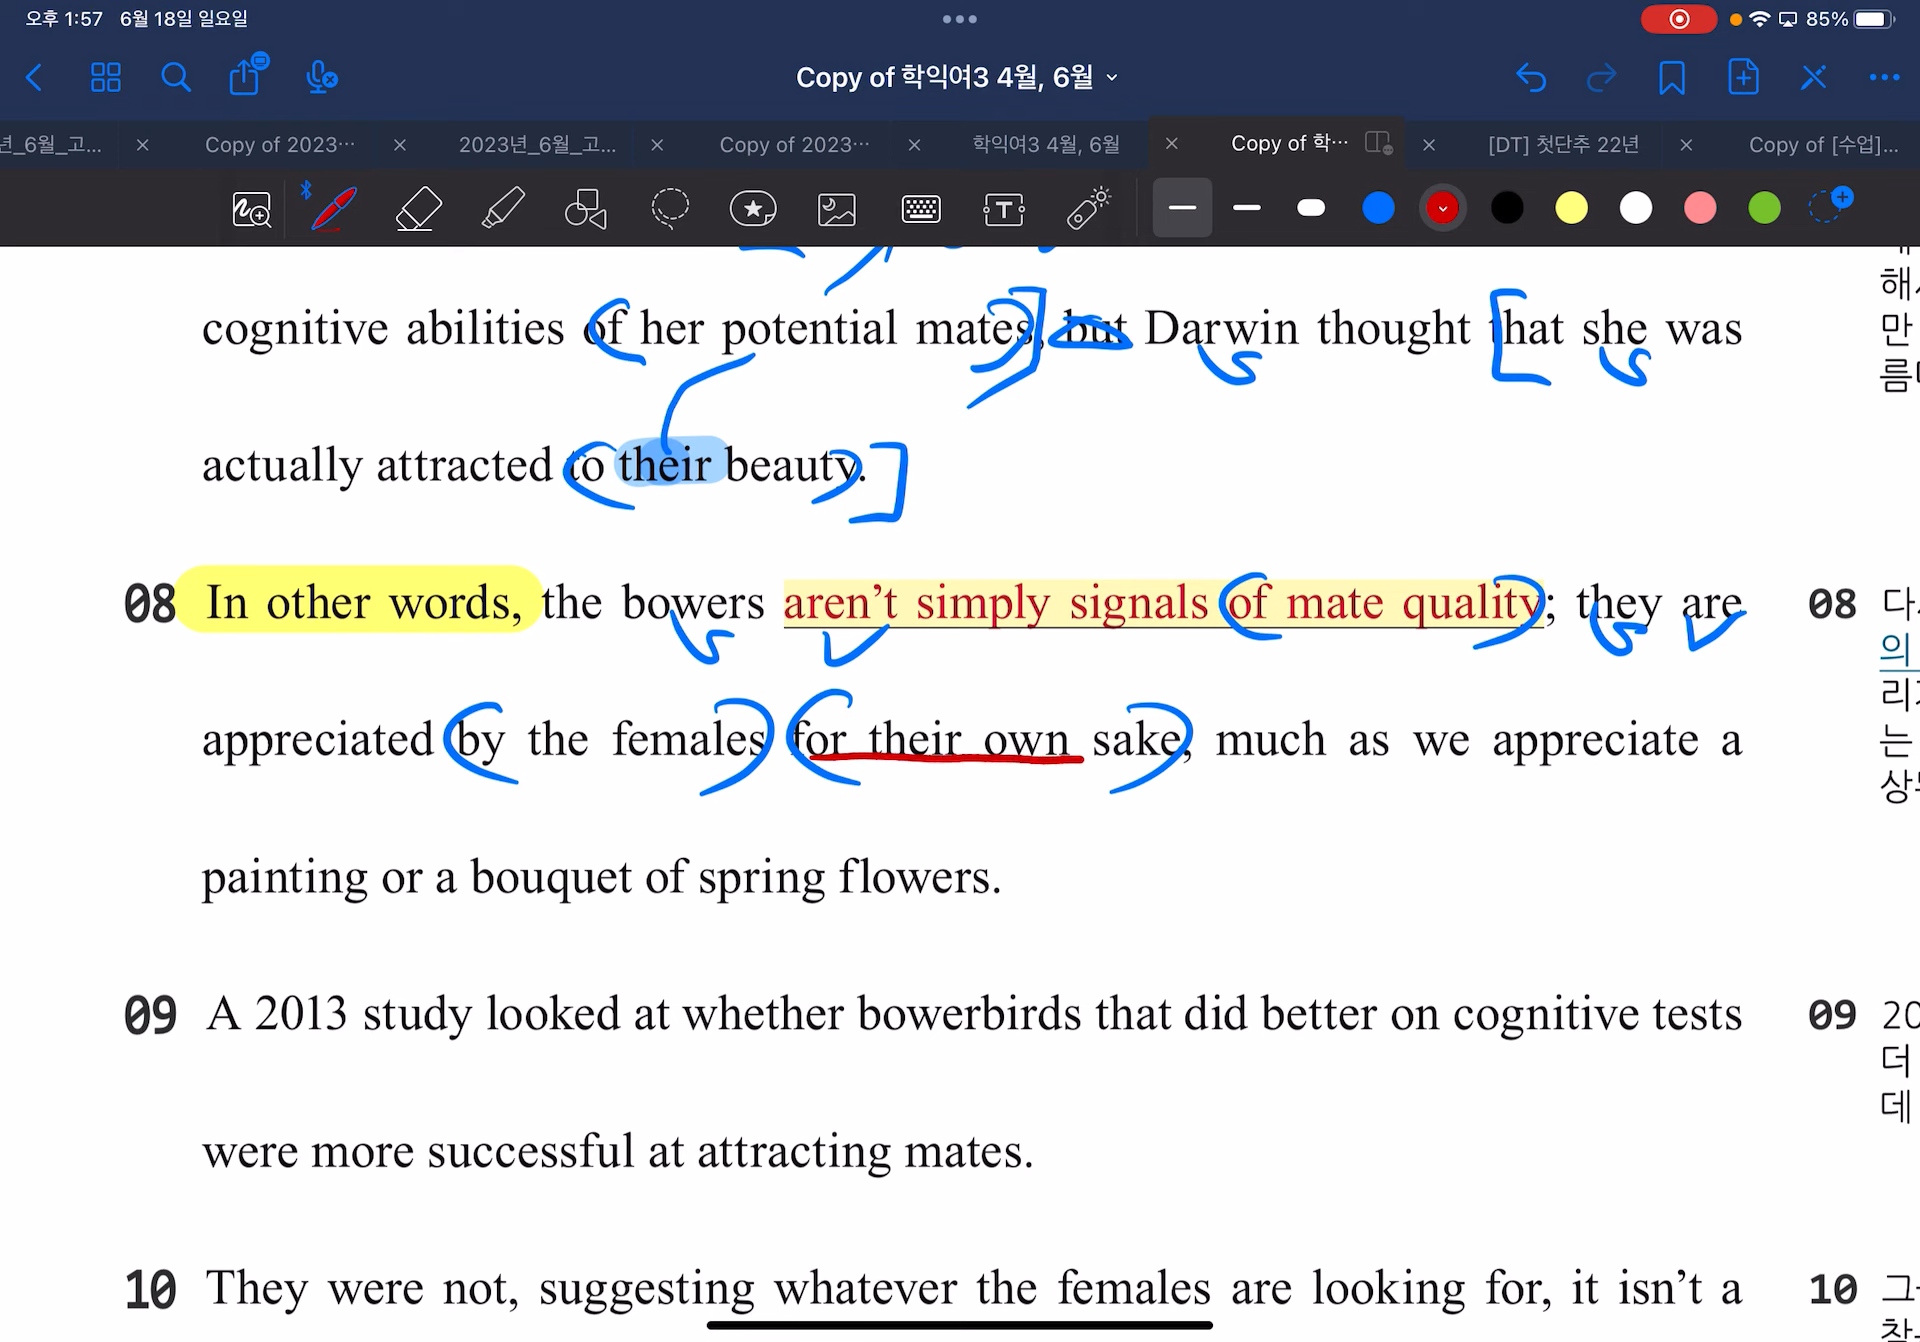 오후 1:57 6월 18일 일요일
85%
Copy of 학익여3 4월, 6월
년_6월_고... Copy of 2023... 2023년_6월_고... Copy of 2023... 학익여3 4월, 6월 Copy of 학... [DT] 첫단추 22년 Copy of [수업]...
cognitive abilities of her potential mates, but Darwin thought that she was
actually attracted to their beauty.
08 In other words, the bowers aren't simply signals of mate quality; they are
appreciated by the females for their own sake, much as we appreciate a
painting or a bouquet of spring flowers.
09 A 2013 study looked at whether bowerbirds that did better on cognitive tests
were more successful at attracting mates.
10 They were not, suggesting whatever the females are looking for, it isn't a
만
08
의
는
09 20
더
데
10